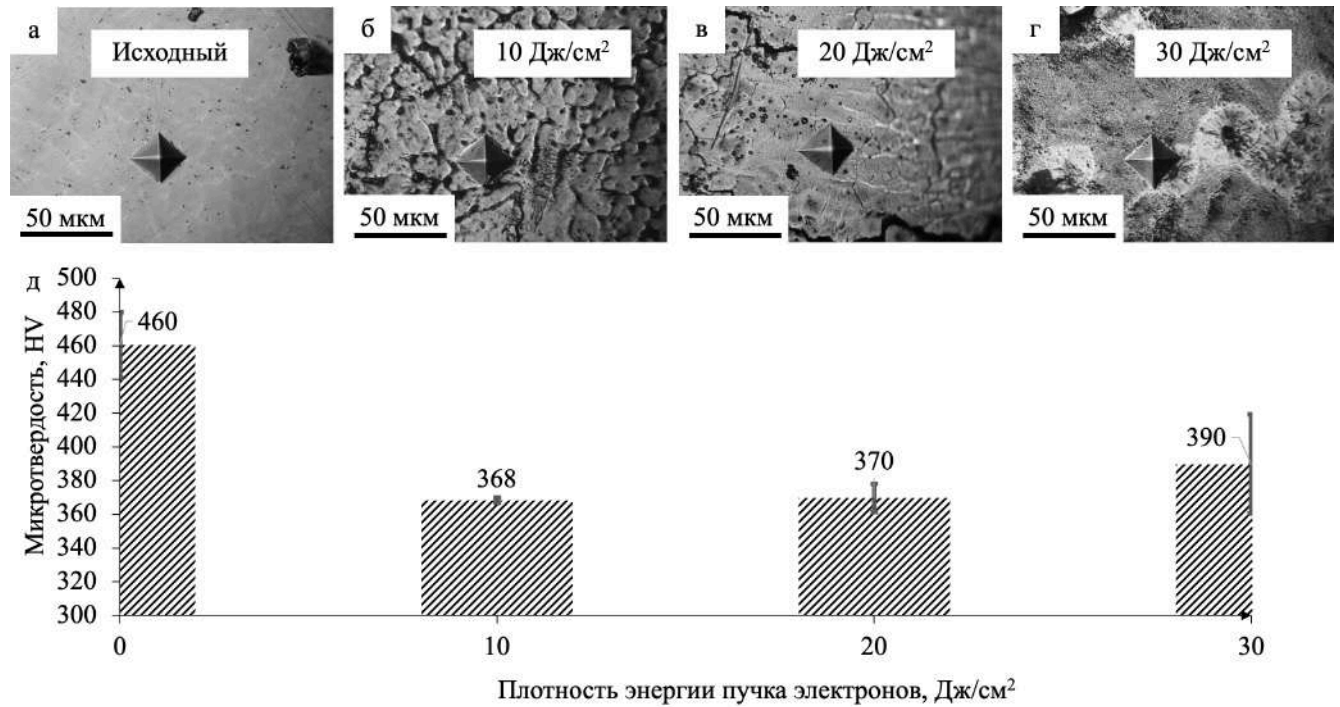 а
Исходный
50 мкм
б
10 Дж/см²
50 мкм
в
20 Дж/см²
50 мкм
г
30 Дж/см²
50 мкм
д
Микротвердость, HV
500
480
460
440
420
400
380
360
340
320
300
460
368
370
390
0
10
20
30
Плотность энергии пучка электронов, Дж/см²